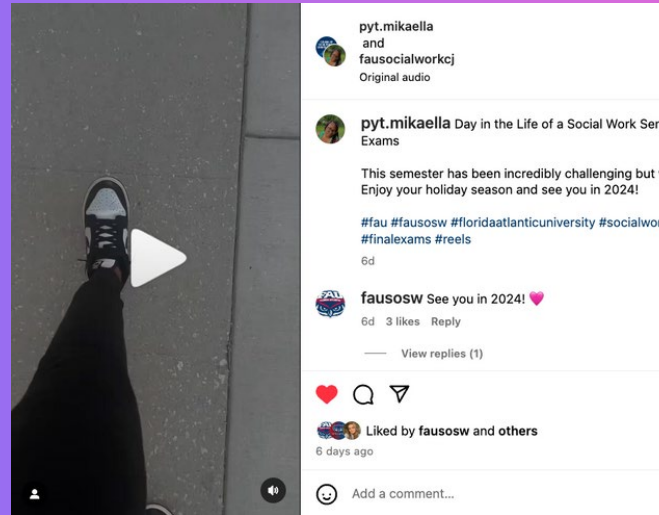 pyt.mikaella
and
fausocialworkcj
Original audio
pyt.mikaella Day in the Life of a Social Work
Exams
This semester has been incredibly challenging but
Enjoy your holiday season and see you in 2024!
#fau #fausosw #floridaatlanticuniversity
#finalexams #reels
6d
fausosw See you in 2024! 🩷
6d 3 likes Reply
View replies (1)
Liked by fausosw and others
6 days ago
Add a comment...